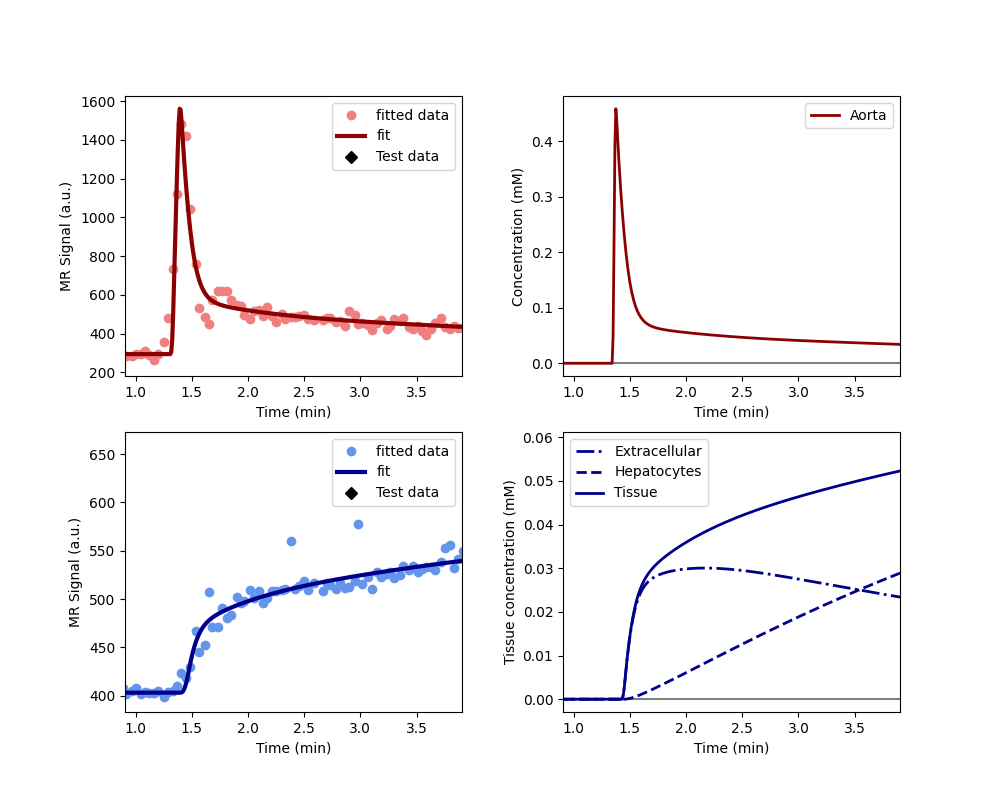 MR Signal (a.u.)
1600
1400
1200
1000
800
600
400
200
1.0 1.5 2.0 2.5 3.0 3.5
Time (min)
fitted data
fit
Test data
Concentration (mM)
0.4
0.3
0.2
0.1
0.0
1.0 1.5 2.0 2.5 3.0 3.5
Time (min)
Aorta
MR Signal (a.u.)
650
600
550
500
450
400
1.0 1.5 2.0 2.5 3.0 3.5
Time (min)
fitted data
fit
Test data
Tissue concentration (mM)
0.06
0.05
0.04
0.03
0.02
0.01
0.00
1.0 1.5 2.0 2.5 3.0 3.5
Time (min)
Extracellular
Hepatocytes
Tissue